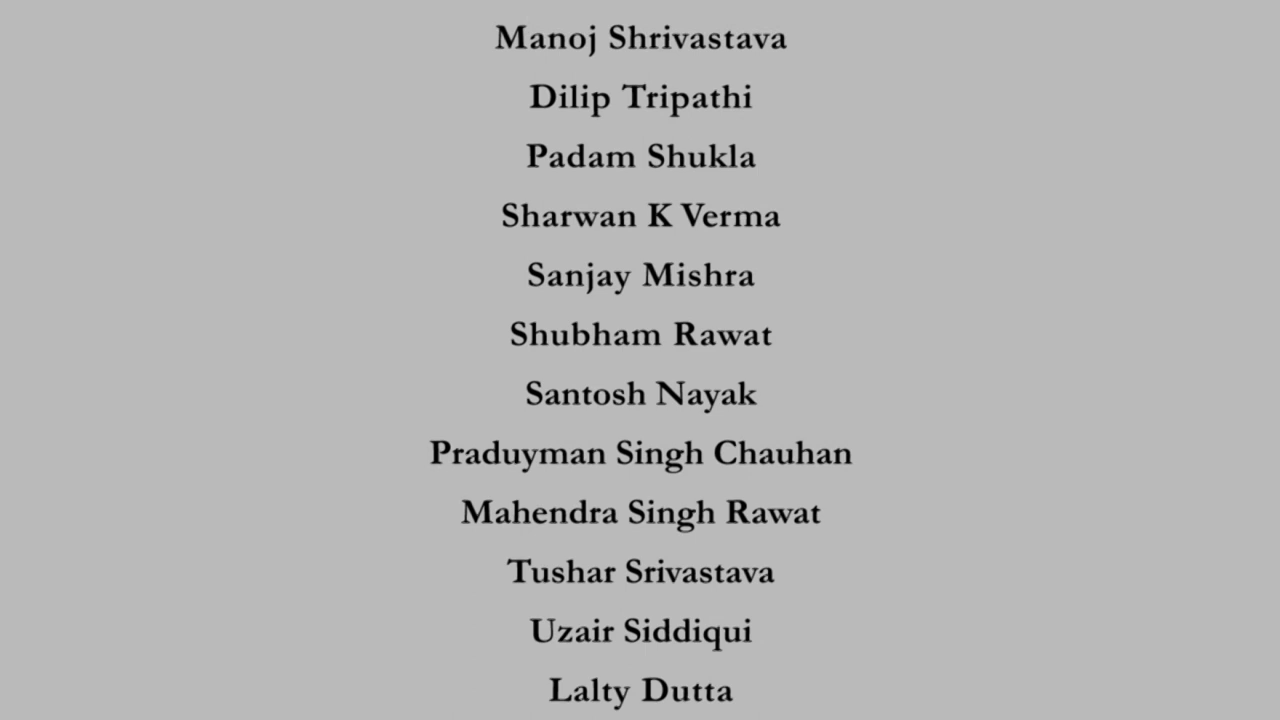 Manoj Shrivastava
Dilip Tripathi
Padam Shukla
Sharwan K Verma
Sanjay Mishra
Shubham Rawat
Santosh Nayak
Praduyman Singh Chauhan
Mahendra Singh Rawat
Tushar Srivastava
Uzair Siddiqui
Lalty Dutta